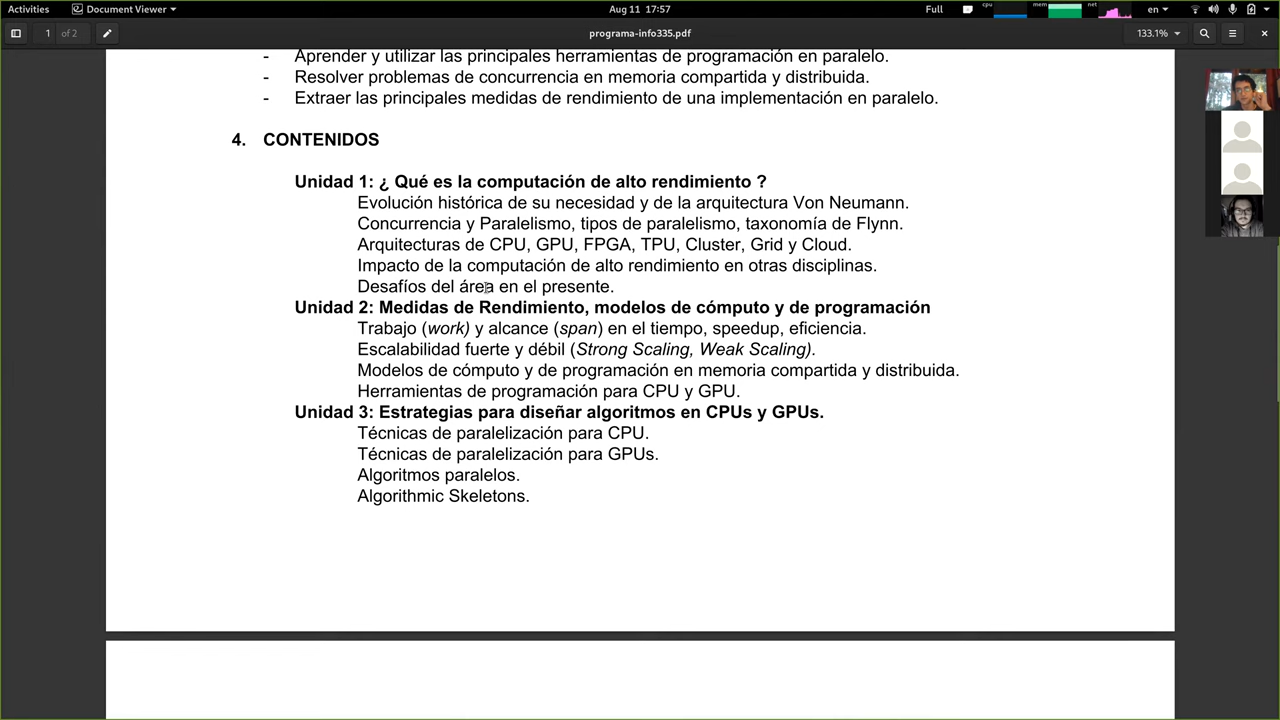 Activities
Document Viewer
Aug 11 17:57
Full
cpu
mem
net
en
1 of 2
programa-info335.pdf
133.1%
- Aprender y utilizar las principales herramientas de programación en paralelo.
- Resolver problemas de concurrencia en memoria compartida y distribuida.
- Extraer las principales medidas de rendimiento de una implementación en paralelo.
4. CONTENIDOS
Unidad 1: ¿ Qué es la computación de alto rendimiento ?
Evolución histórica de su necesidad y de la arquitectura Von Neumann.
Concurrencia y Paralelismo, tipos de paralelismo, taxonomía de Flynn.
Arquitecturas de CPU, GPU, FPGA, TPU, Cluster, Grid y Cloud.
Impacto de la computación de alto rendimiento en otras disciplinas.
Desafíos del área en el presente.
Unidad 2: Medidas de Rendimiento, modelos de cómputo y de programación
Trabajo (work) y alcance (span) en el tiempo, speedup, eficiencia.
Escalabilidad fuerte y débil (Strong Scaling, Weak Scaling).
Modelos de cómputo y de programación en memoria compartida y distribuida.
Herramientas de programación para CPU y GPU.
Unidad 3: Estrategias para diseñar algoritmos en CPUs y GPUs.
Técnicas de paralelización para CPU.
Técnicas de paralelización para GPUs.
Algoritmos paralelos.
Algorithmic Skeletons.